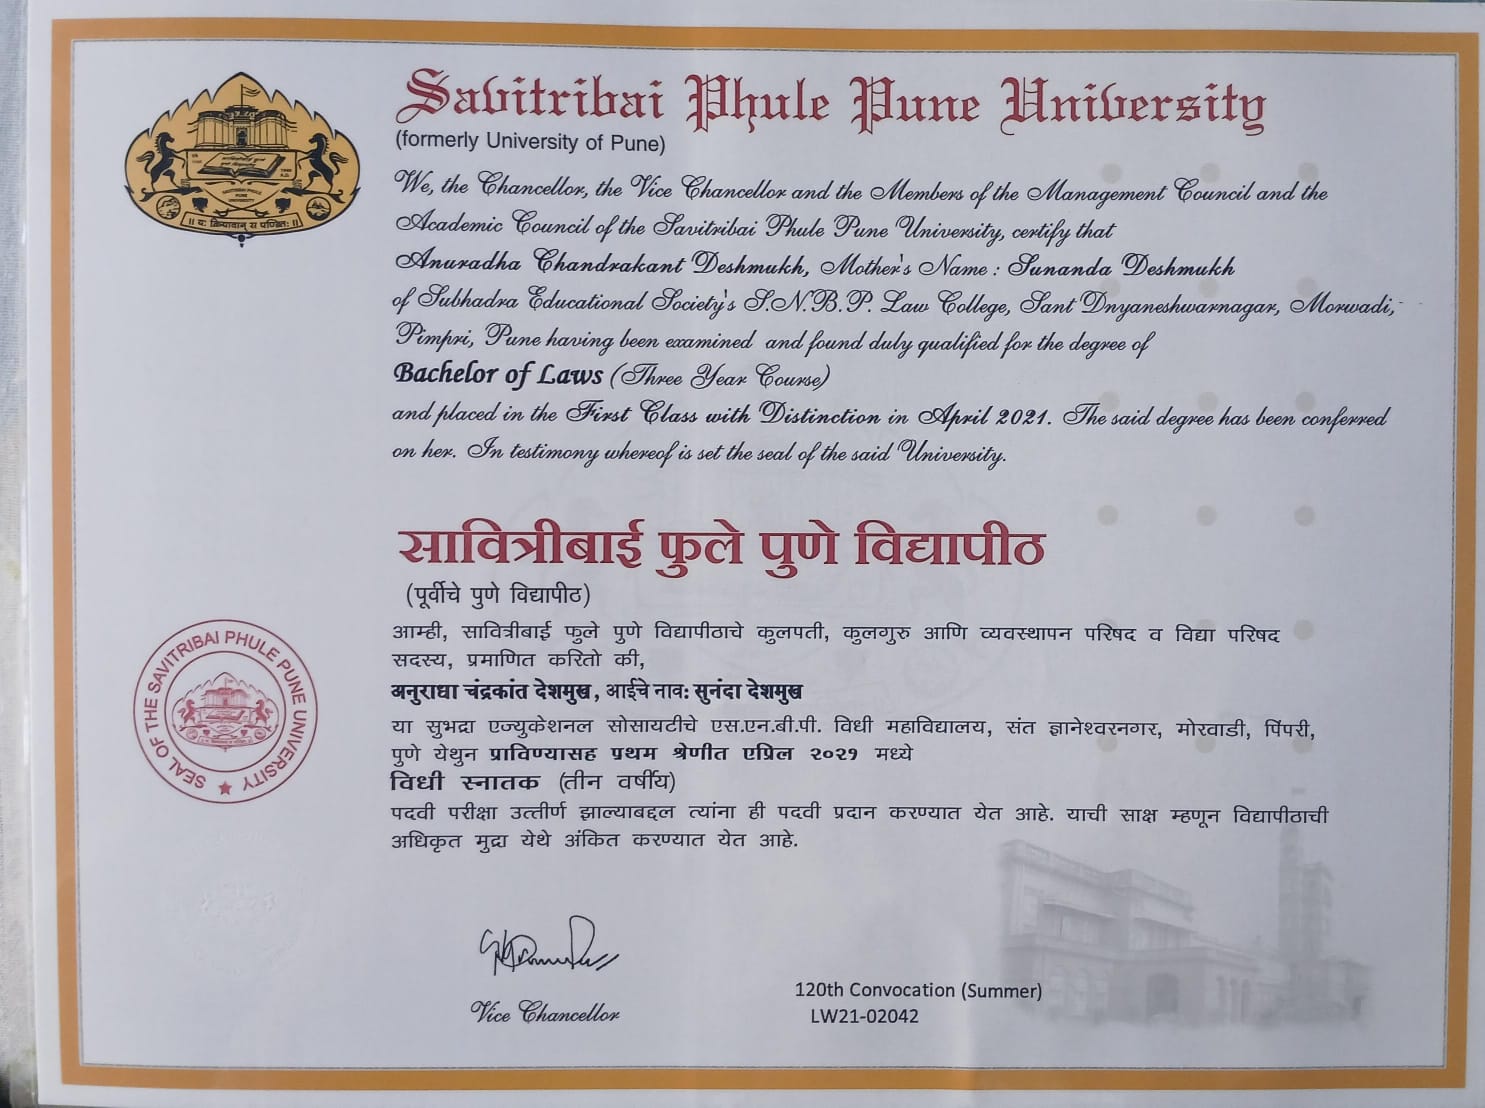 Savitribai Phule Pune University
(formerly University of Pune)
We, the Chancellor, the Vice Chancellor and the Members of the Management Council and the
Academic Council of the Savitribai Phule Pune University, certify that
Anuradha Chandrakant Deshmukh, Mother's Name : Sunanda Deshmukh
of Subhadra Educational Society's S.N.B.P. Law College, Sant Dnyaneshwarnagar, Morwadi,
Pimpri, Pune having been examined and found duly qualified for the degree of
Bachelor of Laws (Three Year Course)
and placed in the First Class with Distinction in April 2021. The said degree has been conferred
on her. In testimony whereof is set the seal of the said University.
सावित्रीबाई फुले पुणे विद्यापीठ
(पूर्वीचे पुणे विद्यापीठ)
आम्ही, सावित्रीबाई फुले पुणे विद्यापीठाचे कुलपती, कुलगुरु आणि व्यवस्थापन परिषद व विद्या परिषद
सदस्य, प्रमाणित करितो की,
अनुराधा चंद्रकांत देशमुख, आईचे नाव: सुनंदा देशमुख
या सुभद्रा एज्युकेशनल सोसायटीचे एस.एन.बी.पी. विधी महाविद्यालय, संत ज्ञानेश्वरनगर, मोरवाडी, पिंपरी,
पुणे येथुन प्राविण्यासह प्रथम श्रेणीत एप्रिल २०२१ मध्ये
विधी स्नातक (तीन वर्षीय)
पदवी परीक्षा उत्तीर्ण झाल्याबद्दल त्यांना ही पदवी प्रदान करण्यात येत आहे. याची साक्ष म्हणून विद्यापीठाची
अधिकृत मुद्रा येथे अंकित करण्यात येत आहे.
SEAL OF THE SAVITRIBAI PHULE PUNE UNIVERSITY
Vice Chancellor
120th Convocation (Summer)
LW21-02042
SAVITRIBAI PHULE
PUNE
UNIVERSITY
॥ यः क्रियावान् स पण्डितः ॥